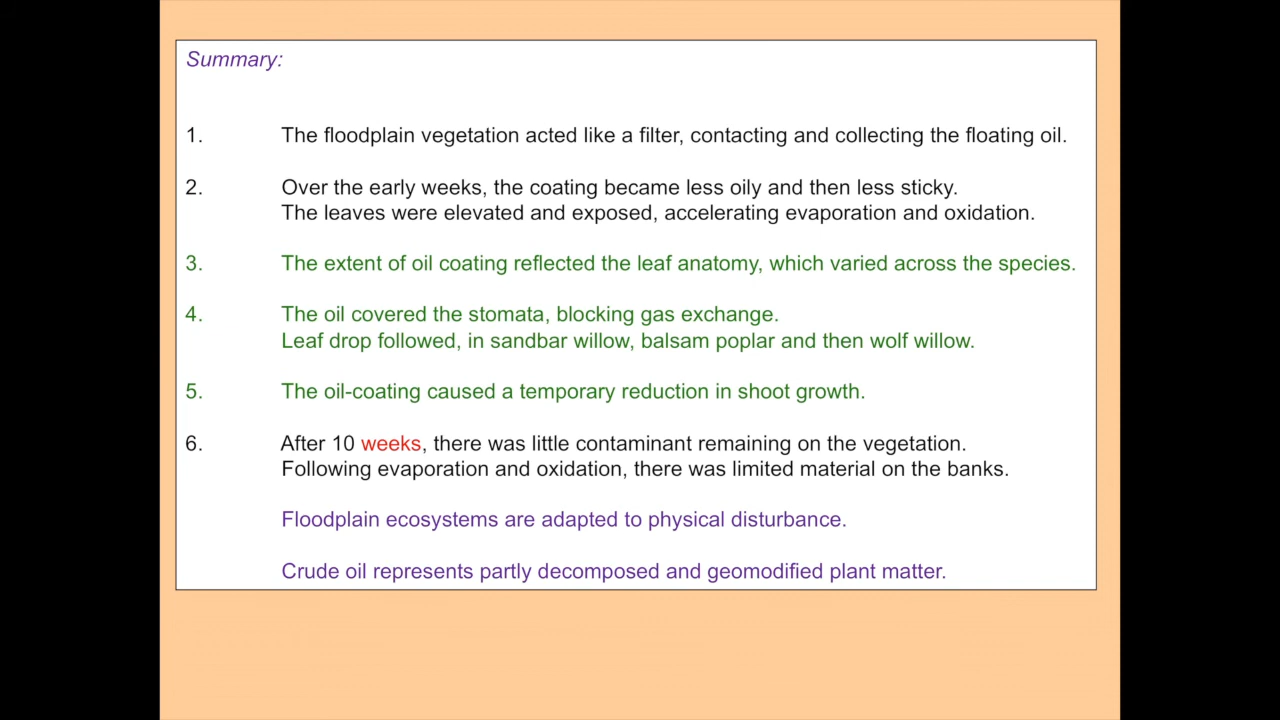 Summary:
1. The floodplain vegetation acted like a filter, contacting and collecting the floating oil.
2. Over the early weeks, the coating became less oily and then less sticky.
The leaves were elevated and exposed, accelerating evaporation and oxidation.
3. The extent of oil coating reflected the leaf anatomy, which varied across the species.
4. The oil covered the stomata, blocking gas exchange.
Leaf drop followed, in sandbar willow, balsam poplar and then wolf willow.
5. The oil-coating caused a temporary reduction in shoot growth.
6. After 10 weeks, there was little contaminant remaining on the vegetation.
Following evaporation and oxidation, there was limited material on the banks.
Floodplain ecosystems are adapted to physical disturbance.
Crude oil represents partly decomposed and geomodified plant matter.